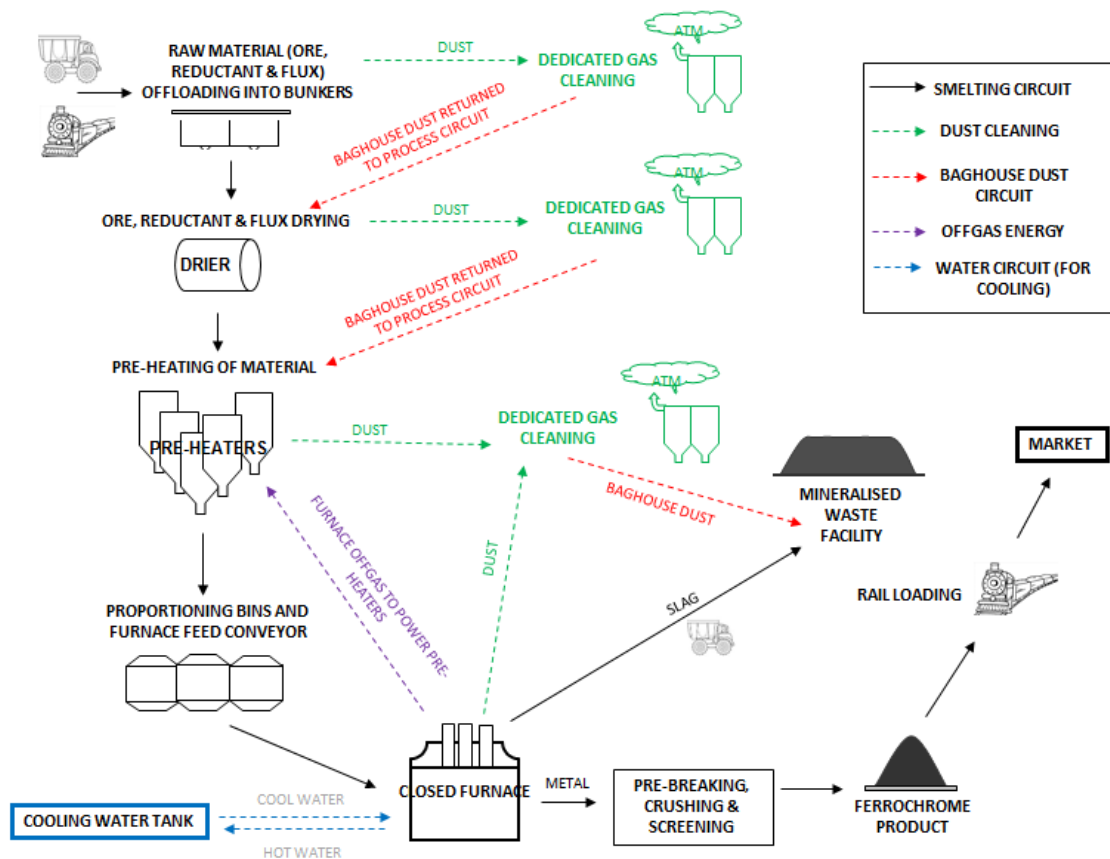 RAW MATERIAL (ORE,
REDUCTANT & FLUX)
OFFLOADING INTO BUNKERS
DUST
DEDICATED GAS
CLEANING
ATM
BAGHOUSE DUST RETURNED
TO PROCESS CIRCUIT
SMELTING CIRCUIT
DUST CLEANING
BAGHOUSE DUST
CIRCUIT
OFFGAS ENERGY
WATER CIRCUIT (FOR
COOLING)
ORE, REDUCTANT & FLUX DRYING
DUST
DEDICATED GAS
CLEANING
ATM
DRIER
BAGHOUSE DUST RETURNED
TO PROCESS CIRCUIT
PRE-HEATING OF MATERIAL
PRE-HEATERS
DUST
DEDICATED GAS
CLEANING
ATM
BAGHOUSE DUST
MINERALISED
WASTE
FACILITY
MARKET
FURNACE OFFGAS TO POWER PRE-
HEATERS
DUST
SLAG
RAIL LOADING
PROPORTIONING BINS AND
FURNACE FEED CONVEYOR
CLOSED FURNACE
METAL
PRE-BREAKING,
CRUSHING &
SCREENING
FERROCHROME
PRODUCT
COOLING WATER TANK
COOL WATER
HOT WATER